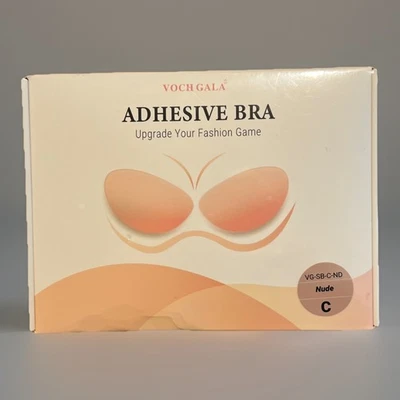 VOCH GALA©
ADHESIVE BRA
Upgrade Your Fashion Game
VG-SB-C-ND
Nude
C